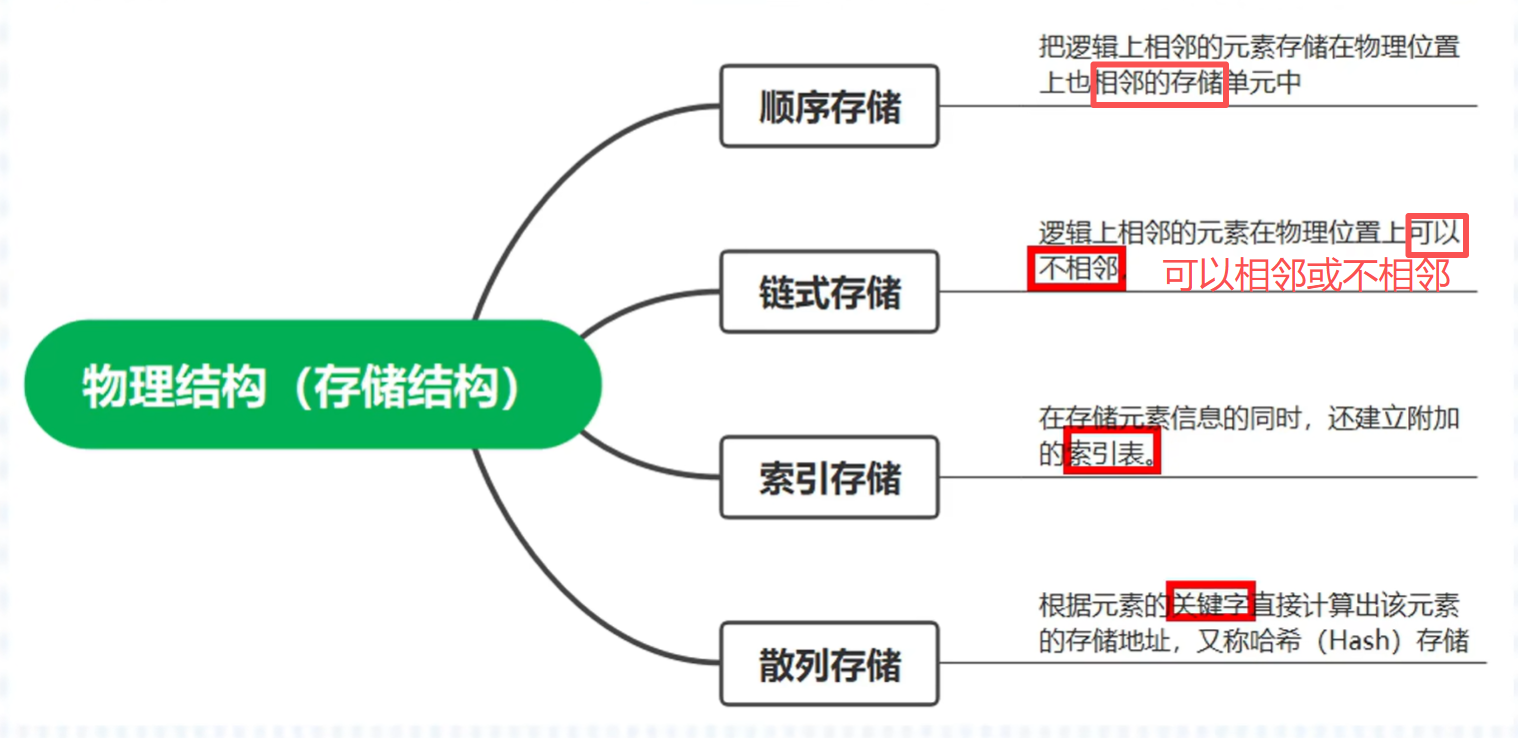 把逻辑上相邻的元素存储在物理位置
上也相邻的存储单元中
顺序存储
逻辑上相邻的元素在物理位置上可以
不相邻,
可以相邻或不相邻
链式存储
物理结构（存储结构）
在存储元素信息的同时，还建立附加
的索引表。
索引存储
根据元素的关键字直接计算出该元素
的存储地址，又称哈希（Hash）存储
散列存储